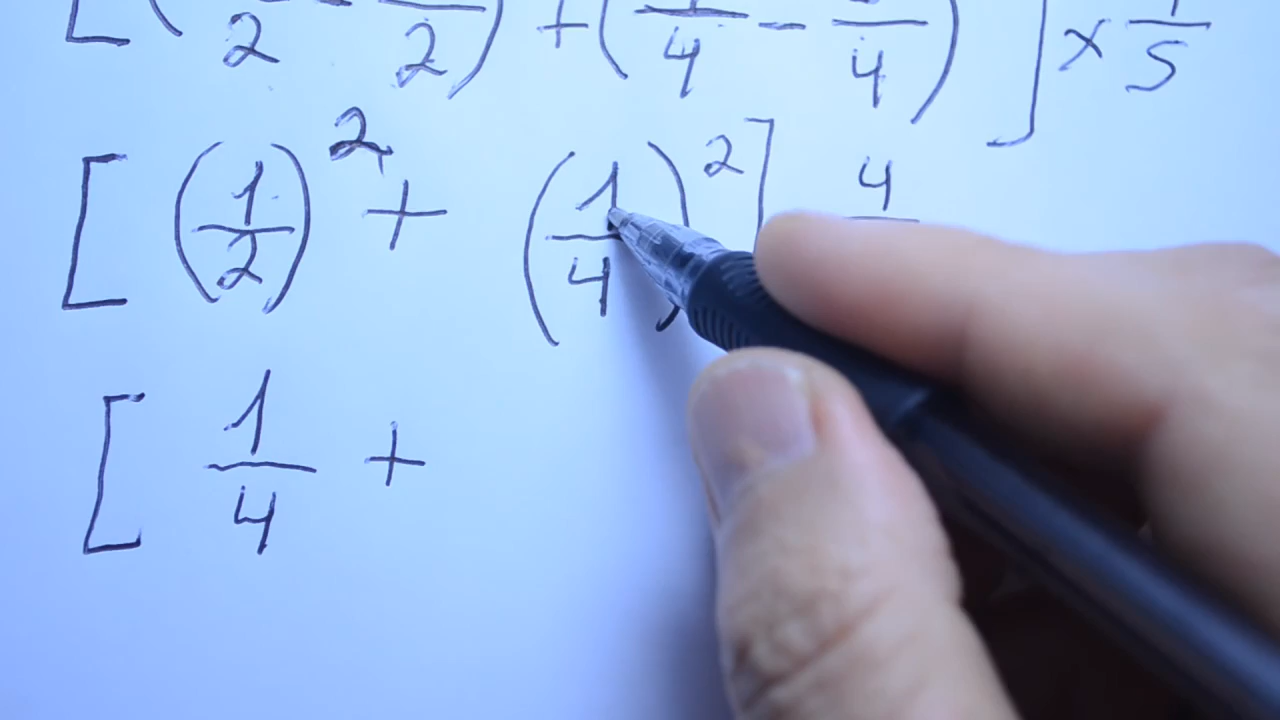 [( /2 - /2) + ( /4 - /4)] × /5
[(1/2)² + (1/4)²] 4/
[1/4 +